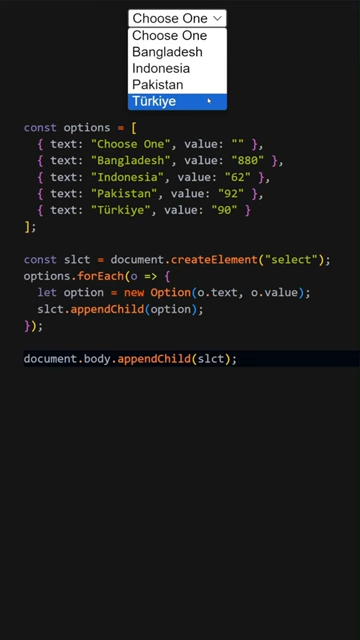 Choose One
Choose One
Bangladesh
Indonesia
Pakistan
Türkiye
const options = [
  { text: "Choose One", value: "" },
  { text: "Bangladesh", value: "880" },
  { text: "Indonesia", value: "62" },
  { text: "Pakistan", value: "92" },
  { text: "Türkiye", value: "90" }
];
const slct = document.createElement("select");
options.forEach(o => {
  let option = new Option(o.text, o.value);
  slct.appendChild(option);
});
document.body.appendChild(slct);